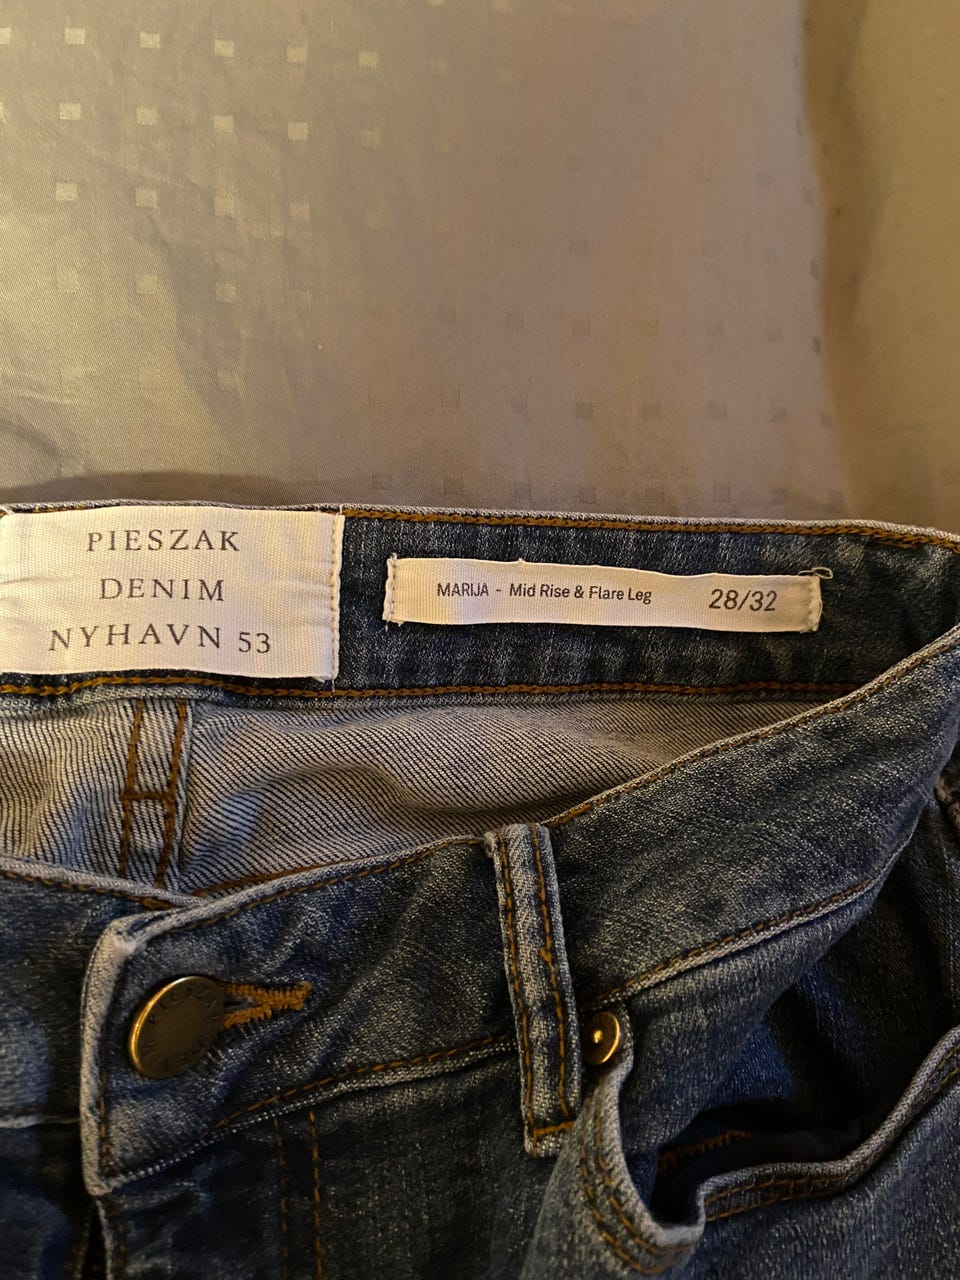 PIESZAK
DENIM
NYHAVN 53
MARIJA - Mid Rise & Flare Leg 28/32